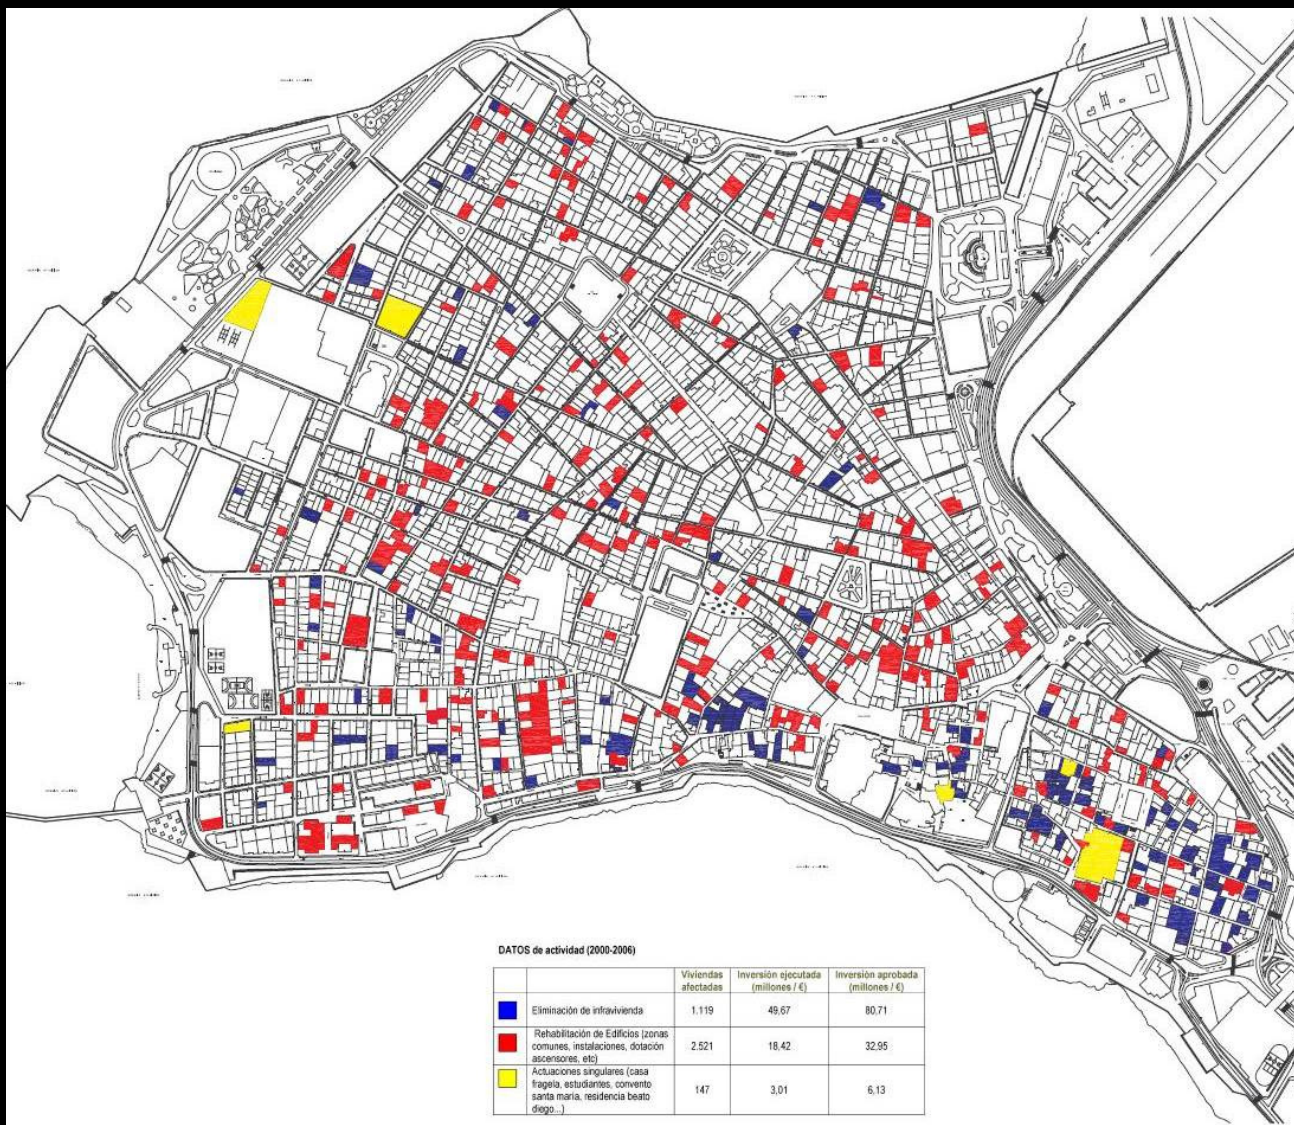 DATOS de actividad (2000-2006)
Viviendas afectadas
Inversión ejecutada (millones / €)
Inversión aprobada (millones / €)
Eliminación de infravivienda 1.119 49,67 80,71
Rehabilitación de Edificios (zonas
comunes, instalaciones, dotación
ascensores, etc) 2.521 18,42 32,95
Actuaciones singulares (casa
fragela, estudiantes, convento
santa maria, residencia beato
diego...) 147 3,01 6,13